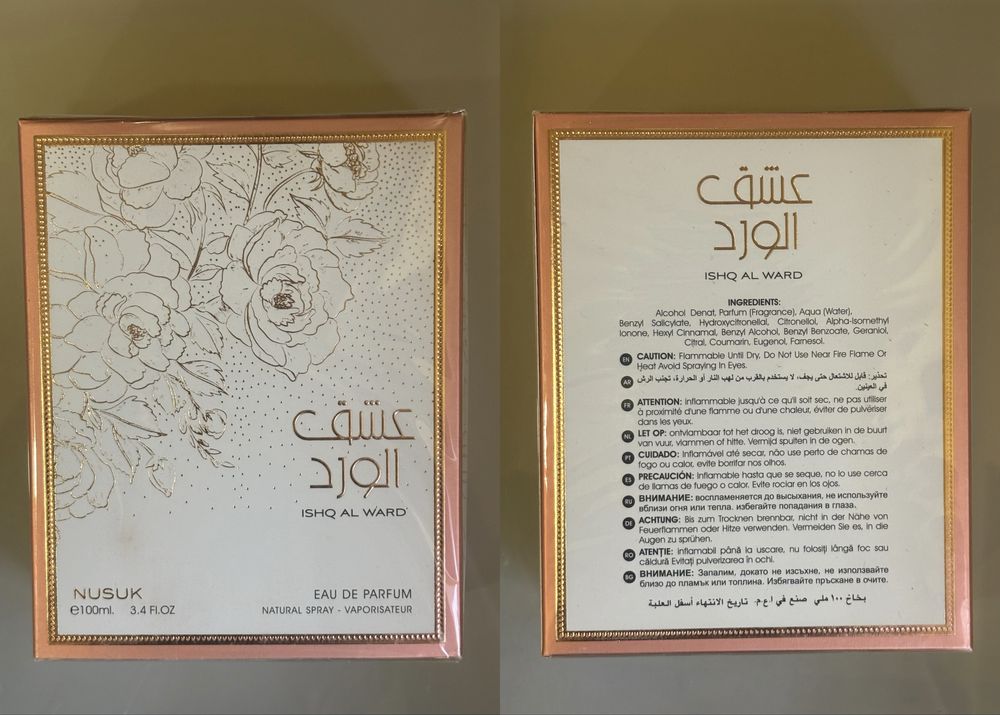 عشق
الورد
ISHQ AL WARD
NUSUK
EAU DE PARFUM
℮100ml. 3.4 Fl.OZ
NATURAL SPRAY - VAPORISATEUR
عشق
الورد
ISHQ AL WARD
INGREDIENTS:
Alcohol Denat, Parfum (Fragrance), Aqua (Water),
Benzyl Salicylate, Hydroxycitronellal, Citronellol, Alpha-Isomethyl
Ionone, Hexyl Cinnamal, Benzyl Alcohol, Benzyl Benzoate, Geraniol,
Citral, Coumarin, Eugenol, Farnesol.
EN CAUTION: Flammable Until Dry, Do Not Use Near Fire Flame Or
Heat Avoid Spraying In Eyes.
AR تحذير: قابل للاشتعال حتى يجف، لا يستخدم بالقرب من لهب النار أو الحرارة، تجنب الرش
في العينين.
FR ATTENTION: Inflammable jusqu'à ce qu'il soit sec, ne pas utiliser
à proximité d'une flamme ou d'une chaleur, éviter de pulvériser
dans les yeux.
NL LET OP: ontvlambaar tot het droog is, niet gebruiken in de buurt
van vuur, vlammen of hitte. Vermijd spuiten in de ogen.
PT CUIDADO: Inflamável até secar, não use perto de chamas de
fogo ou calor, evite borrifar nos olhos.
ES PRECAUCIÓN: Inflamable hasta que se seque, no lo use cerca
de llamas de fuego o calor. Evite rociar en los ojos.
RU ВНИМАНИЕ: воспламеняется до высыхания, не используйте
вблизи огня или тепла. избегайте попадания в глаза.
DE ACHTUNG: Bis zum Trocknen brennbar, nicht in der Nähe von
Feuerflammen oder Hitze verwenden. Vermeiden Sie es, in die
Augen zu sprühen.
RO ATENȚIE: inflamabil până la uscare, nu folosiți lângă foc sau
căldură Evitați pulverizarea în ochi.
BG ВНИМАНИЕ: Запалим, докато не изсъхне, не използвайте
близо до пламък или топлина. Избягвайте пръскане в очите.
بخاخ ١٠٠ ملي صنع في ا.ع.م. تاريخ الانتهاء أسفل العلبة